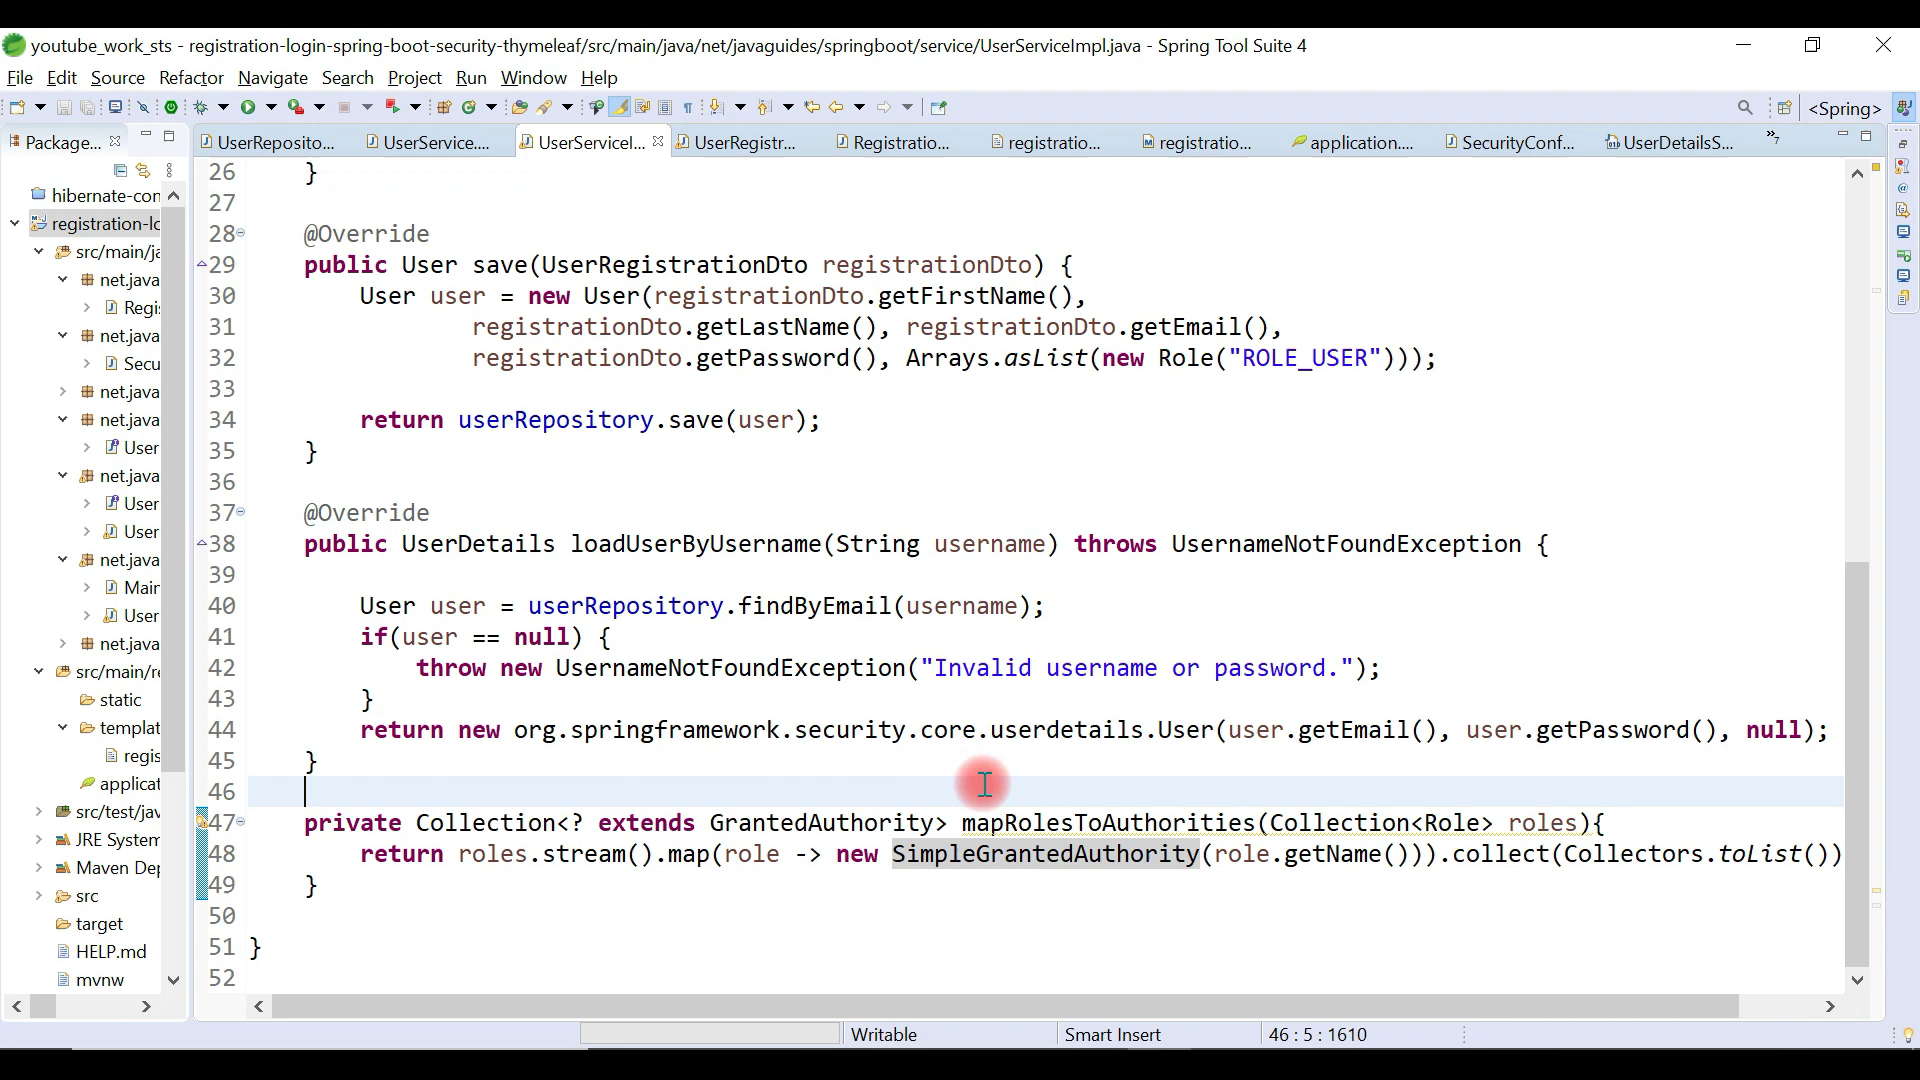 youtube_work_sts - registration-login-spring-boot-security-thymeleaf/src/main/java/net/javaguides/springboot/service/UserServiceImpl.java - Spring Tool Suite 4
File Edit Source Refactor Navigate Search Project Run Window Help
<Spring>
Package...
UserReposito... UserService.... UserServiceI... UserRegistr... Registratio... registratio... registratio... application.... SecurityConf... UserDetailsS... »7
hibernate-con
registration-lo
src/main/ja
net.java
Regi
net.java
Secu
net.java
net.java
User
net.java
User
User
net.java
Main
User
net.java
src/main/re
static
templat
regis
applicat
src/test/jav
JRE System
Maven Dep
src
target
HELP.md
mvnw
26 }
27
28 @Override
29 public User save(UserRegistrationDto registrationDto) {
30 User user = new User(registrationDto.getFirstName(),
31 registrationDto.getLastName(), registrationDto.getEmail(),
32 registrationDto.getPassword(), Arrays.asList(new Role("ROLE_USER")));
33
34 return userRepository.save(user);
35 }
36
37 @Override
38 public UserDetails loadUserByUsername(String username) throws UsernameNotFoundException {
39
40 User user = userRepository.findByEmail(username);
41 if(user == null) {
42 throw new UsernameNotFoundException("Invalid username or password.");
43 }
44 return new org.springframework.security.core.userdetails.User(user.getEmail(), user.getPassword(), null);
45 }
46
47 private Collection<? extends GrantedAuthority> mapRolesToAuthorities(Collection<Role> roles){
48 return roles.stream().map(role -> new SimpleGrantedAuthority(role.getName())).collect(Collectors.toList())
49 }
50
51 }
52
Writable Smart Insert 46 : 5 : 1610